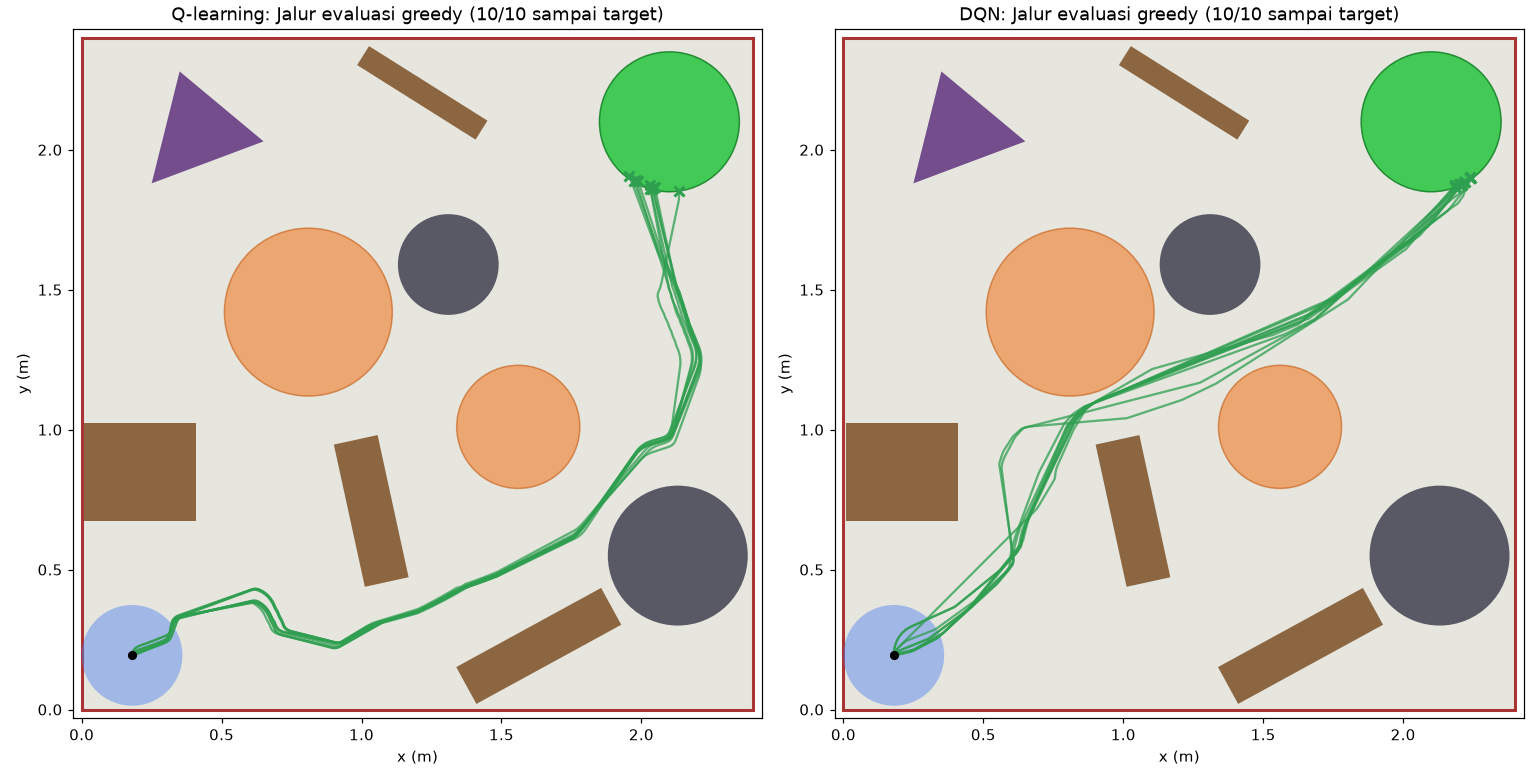 Q-learning: Jalur evaluasi greedy (10/10 sampai target)
2.0
1.5
1.0
0.5
0.0
y (m)
0.0 0.5 1.0 1.5 2.0
x (m)
DQN: Jalur evaluasi greedy (10/10 sampai target)
2.0
1.5
1.0
0.5
0.0
y (m)
0.0 0.5 1.0 1.5 2.0
x (m)